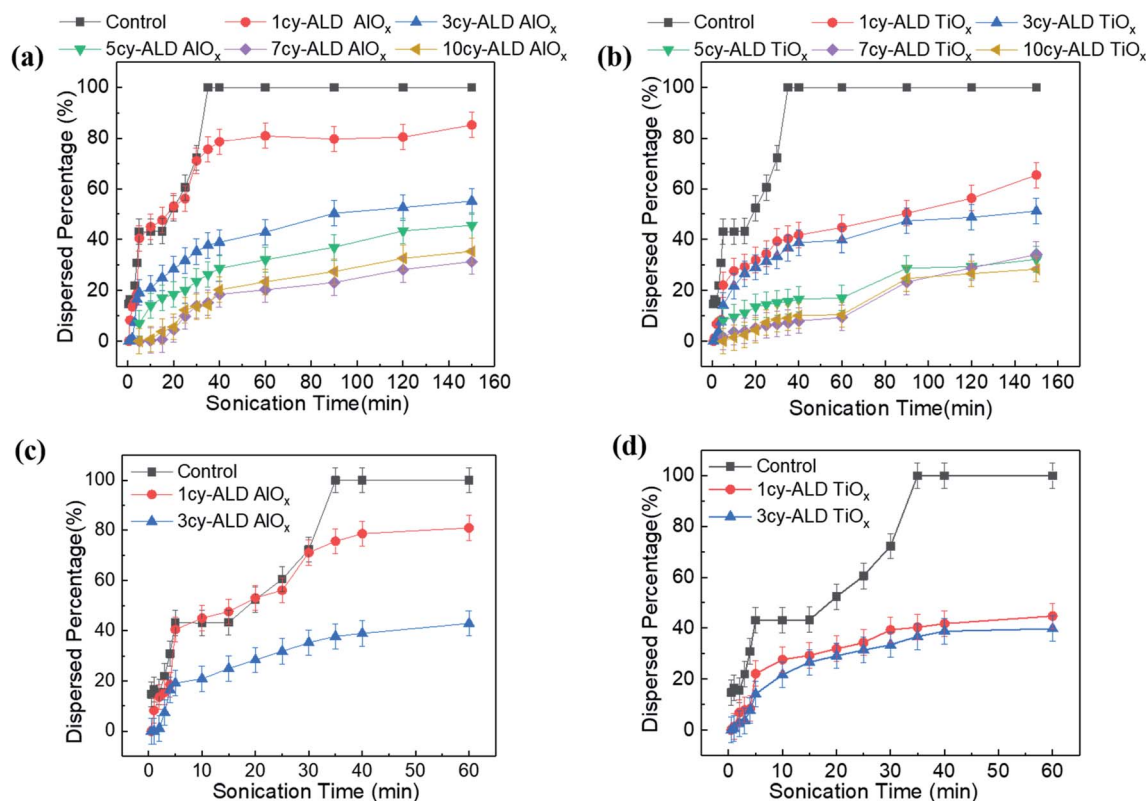 (a)
Control
1cy-ALD AlOx
3cy-ALD AlOx
5cy-ALD AlOx
7cy-ALD AlOx
10cy-ALD AlOx
Dispersed Percentage (%)
100
80
60
40
20
0
0 20 40 60 80 100 120 140 160
Sonication Time(min)
(b)
Control
1cy-ALD TiOx
3cy-ALD TiOx
5cy-ALD TiOx
7cy-ALD TiOx
10cy-ALD TiOx
Dispersed Percentage (%)
100
80
60
40
20
0
0 20 40 60 80 100 120 140 160
Sonication Time(min)
(c)
Control
1cy-ALD AlOx
3cy-ALD AlOx
Dispersed Percentage(%)
100
80
60
40
20
0
0 10 20 30 40 50 60
Sonication Time (min)
(d)
Control
1cy-ALD TiOx
3cy-ALD TiOx
Dispersed Percentage(%)
100
80
60
40
20
0
0 10 20 30 40 50 60
Sonication Time (min)